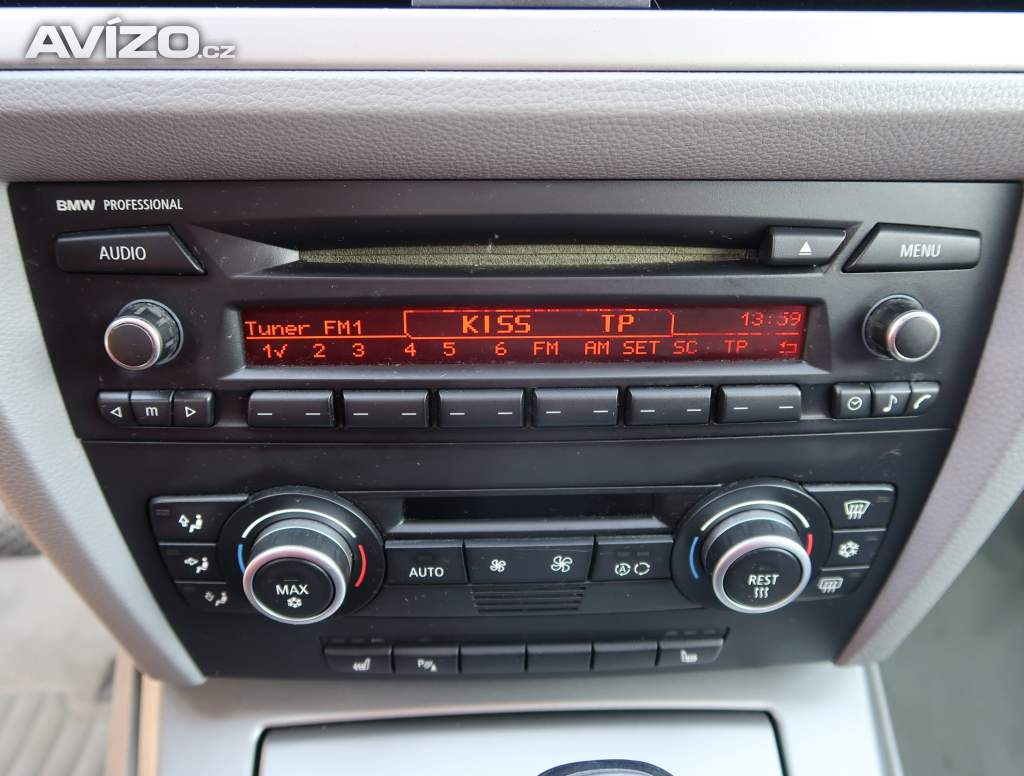 AVÍZO.cz
BMW PROFESSIONAL
AUDIO
MENU
Tuner FM1 KISS TP 13:59
1✓ 2 3 4 5 6 FM AM SET SC TP
m
AUTO
A
MAX
REST
P